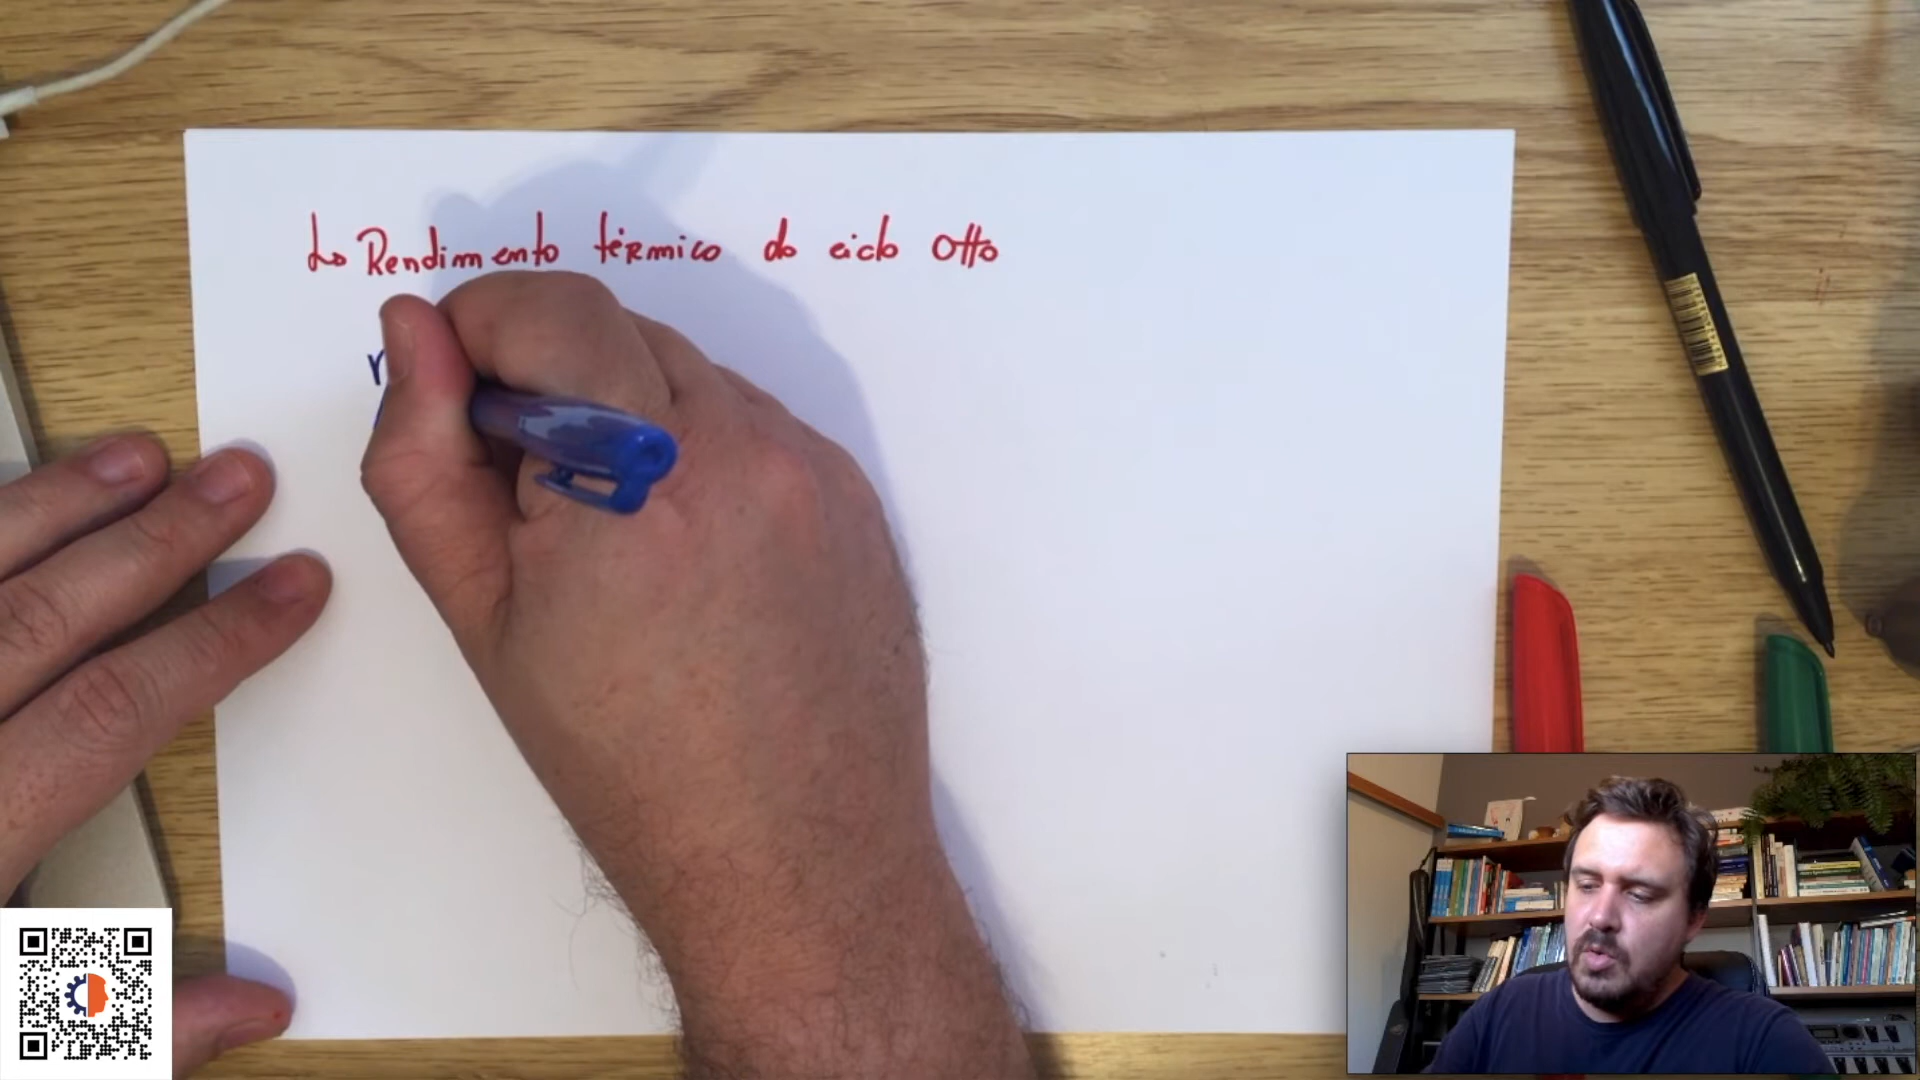 ↳ Rendimento térmico do ciclo Otto
η